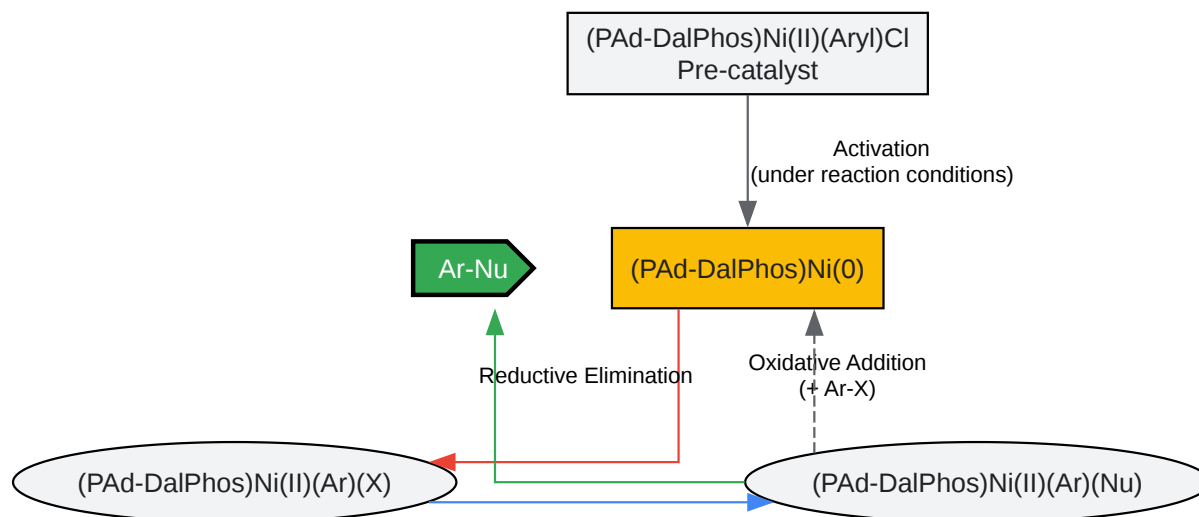 (PAd-DalPhos)Ni(II)(Aryl)Cl
Pre-catalyst
Activation
(under reaction conditions)
Ar-Nu
(PAd-DalPhos)Ni(0)
Reductive Elimination
Oxidative Addition
(+ Ar-X)
(PAd-DalPhos)Ni(II)(Ar)(X)
(PAd-DalPhos)Ni(II)(Ar)(Nu)